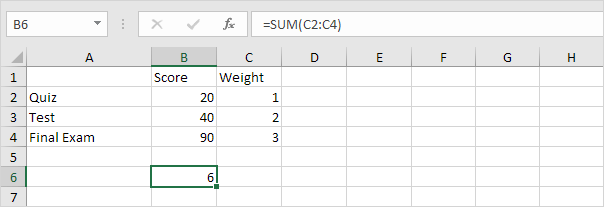 B6 fx =SUM(C2:C4)
A B C D E F G H
1 Score Weight
2 Quiz 20 1
3 Test 40 2
4 Final Exam 90 3
5
6 6
7